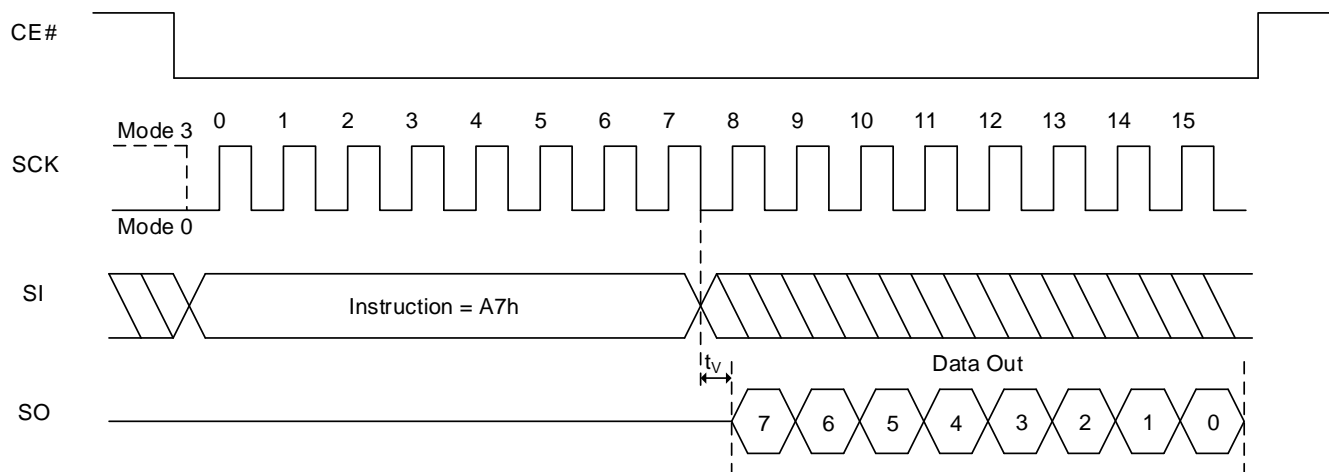 CE#
Mode 3
0 1 2 3 4 5 6 7 8 9 10 11 12 13 14 15
SCK
Mode 0
SI
Instruction = A7h
tV
Data Out
SO
7 6 5 4 3 2 1 0